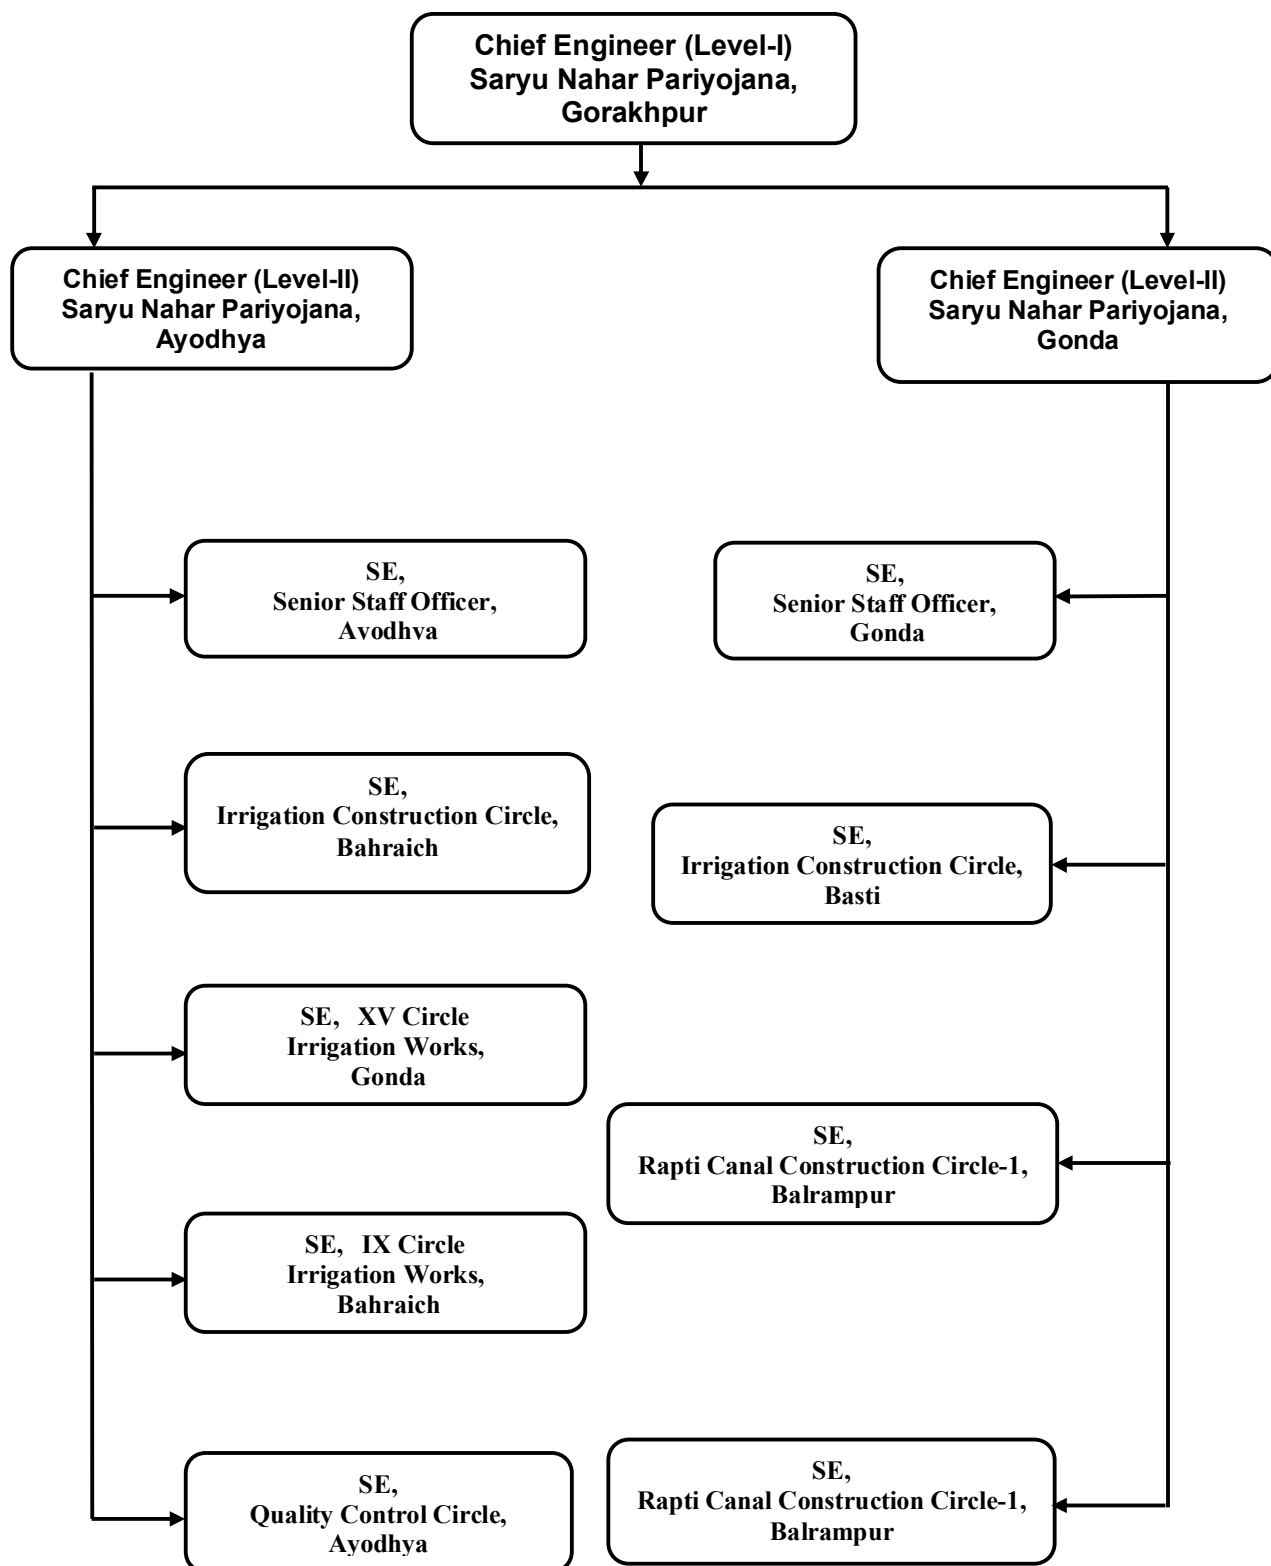 Chief Engineer (Level-I)
Saryu Nahar Pariyojana,
Gorakhpur
Chief Engineer (Level-II)
Saryu Nahar Pariyojana,
Ayodhya
Chief Engineer (Level-II)
Saryu Nahar Pariyojana,
Gonda
SE,
Senior Staff Officer,
Avodhva
SE,
Senior Staff Officer,
Gonda
SE,
Irrigation Construction Circle,
Bahraich
SE,
Irrigation Construction Circle,
Basti
SE, XV Circle
Irrigation Works,
Gonda
SE,
Rapti Canal Construction Circle-1,
Balrampur
SE, IX Circle
Irrigation Works,
Bahraich
SE,
Quality Control Circle,
Ayodhya
SE,
Rapti Canal Construction Circle-1,
Balrampur